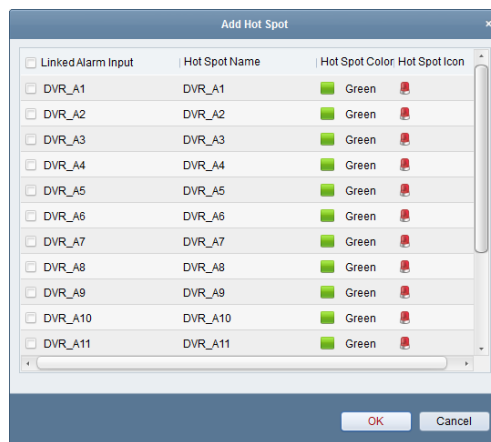 Add Hot Spot
Linked Alarm Input Hot Spot Name Hot Spot Color Hot Spot Icon
DVR_A1 DVR_A1 Green
DVR_A2 DVR_A2 Green
DVR_A3 DVR_A3 Green
DVR_A4 DVR_A4 Green
DVR_A5 DVR_A5 Green
DVR_A6 DVR_A6 Green
DVR_A7 DVR_A7 Green
DVR_A8 DVR_A8 Green
DVR_A9 DVR_A9 Green
DVR_A10 DVR_A10 Green
DVR_A11 DVR_A11 Green
OK Cancel